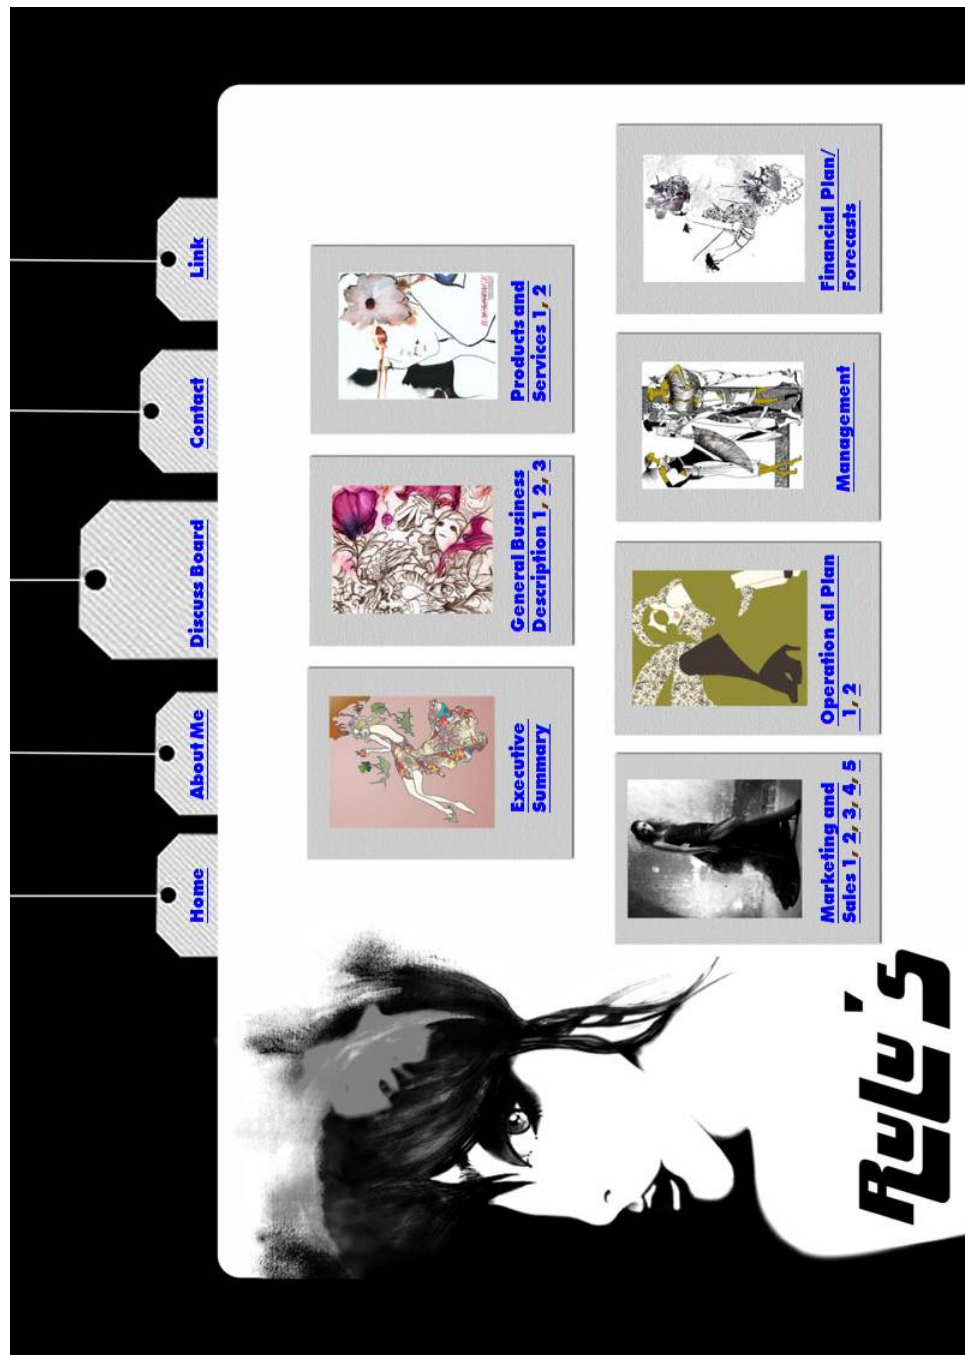 Home
About Me
Discuss Board
Contact
Link
Executive
Summary
General Business
Description 1, 2, 3
Products and
Services 1, 2
Marketing and
Sales 1, 2, 3, 4, 5
Operation al Plan
1, 2
Management
Financial Plan/
Forecasts
Ruly's